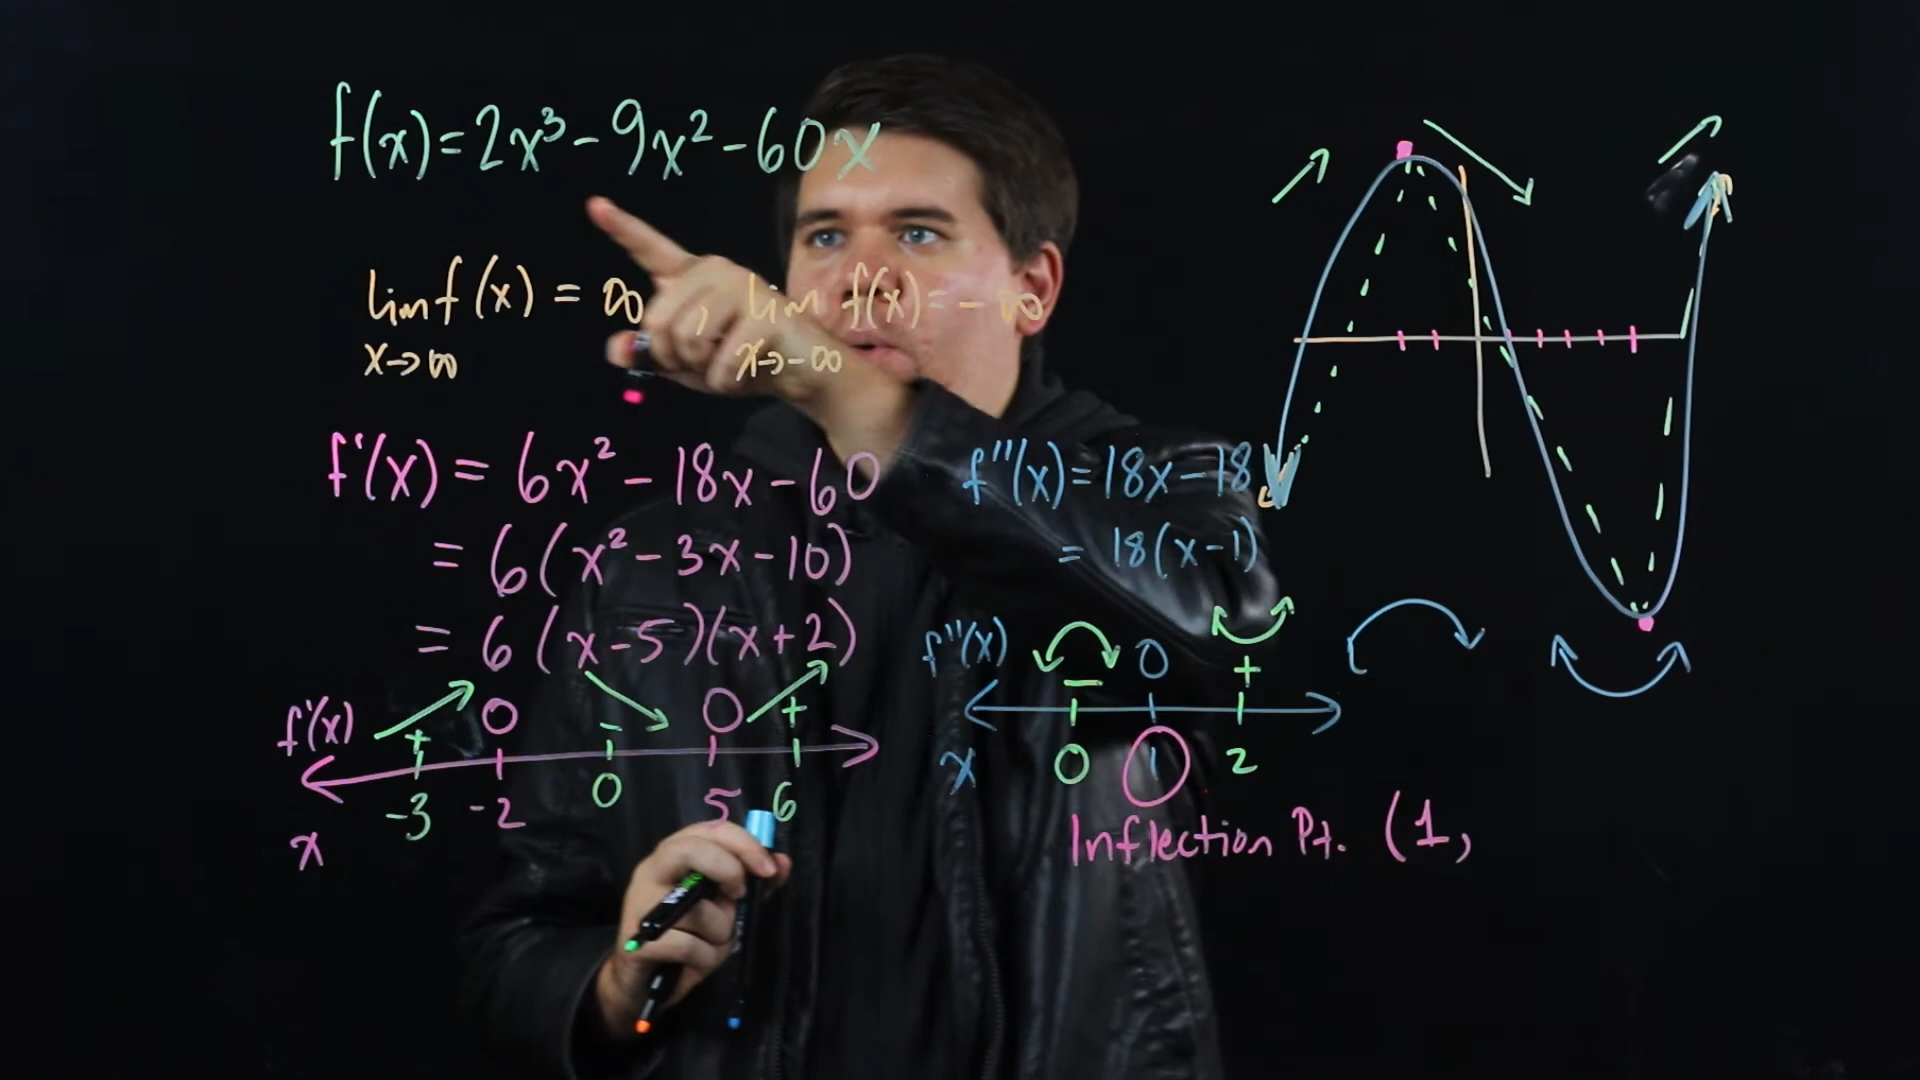 f(x) = 2x³ - 9x² - 60x
lim f(x) = ∞, lim f(x) = -∞
x→∞ x→-∞
f'(x) = 6x² - 18x - 60
= 6(x² - 3x - 10)
= 6(x-5)(x+2)
f'(x) + 0 - 0 +
-3 -2 0 5 6
x
f''(x) = 18x - 18
= 18(x-1)
f''(x) - 0 +
x 0 1 2
Inflection Pt. (1,